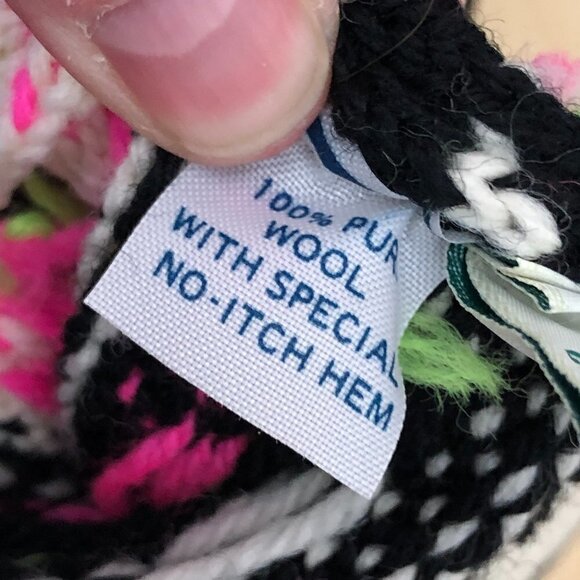 100% PUR
WOOL
WITH SPECIAL
NO-ITCH HEM